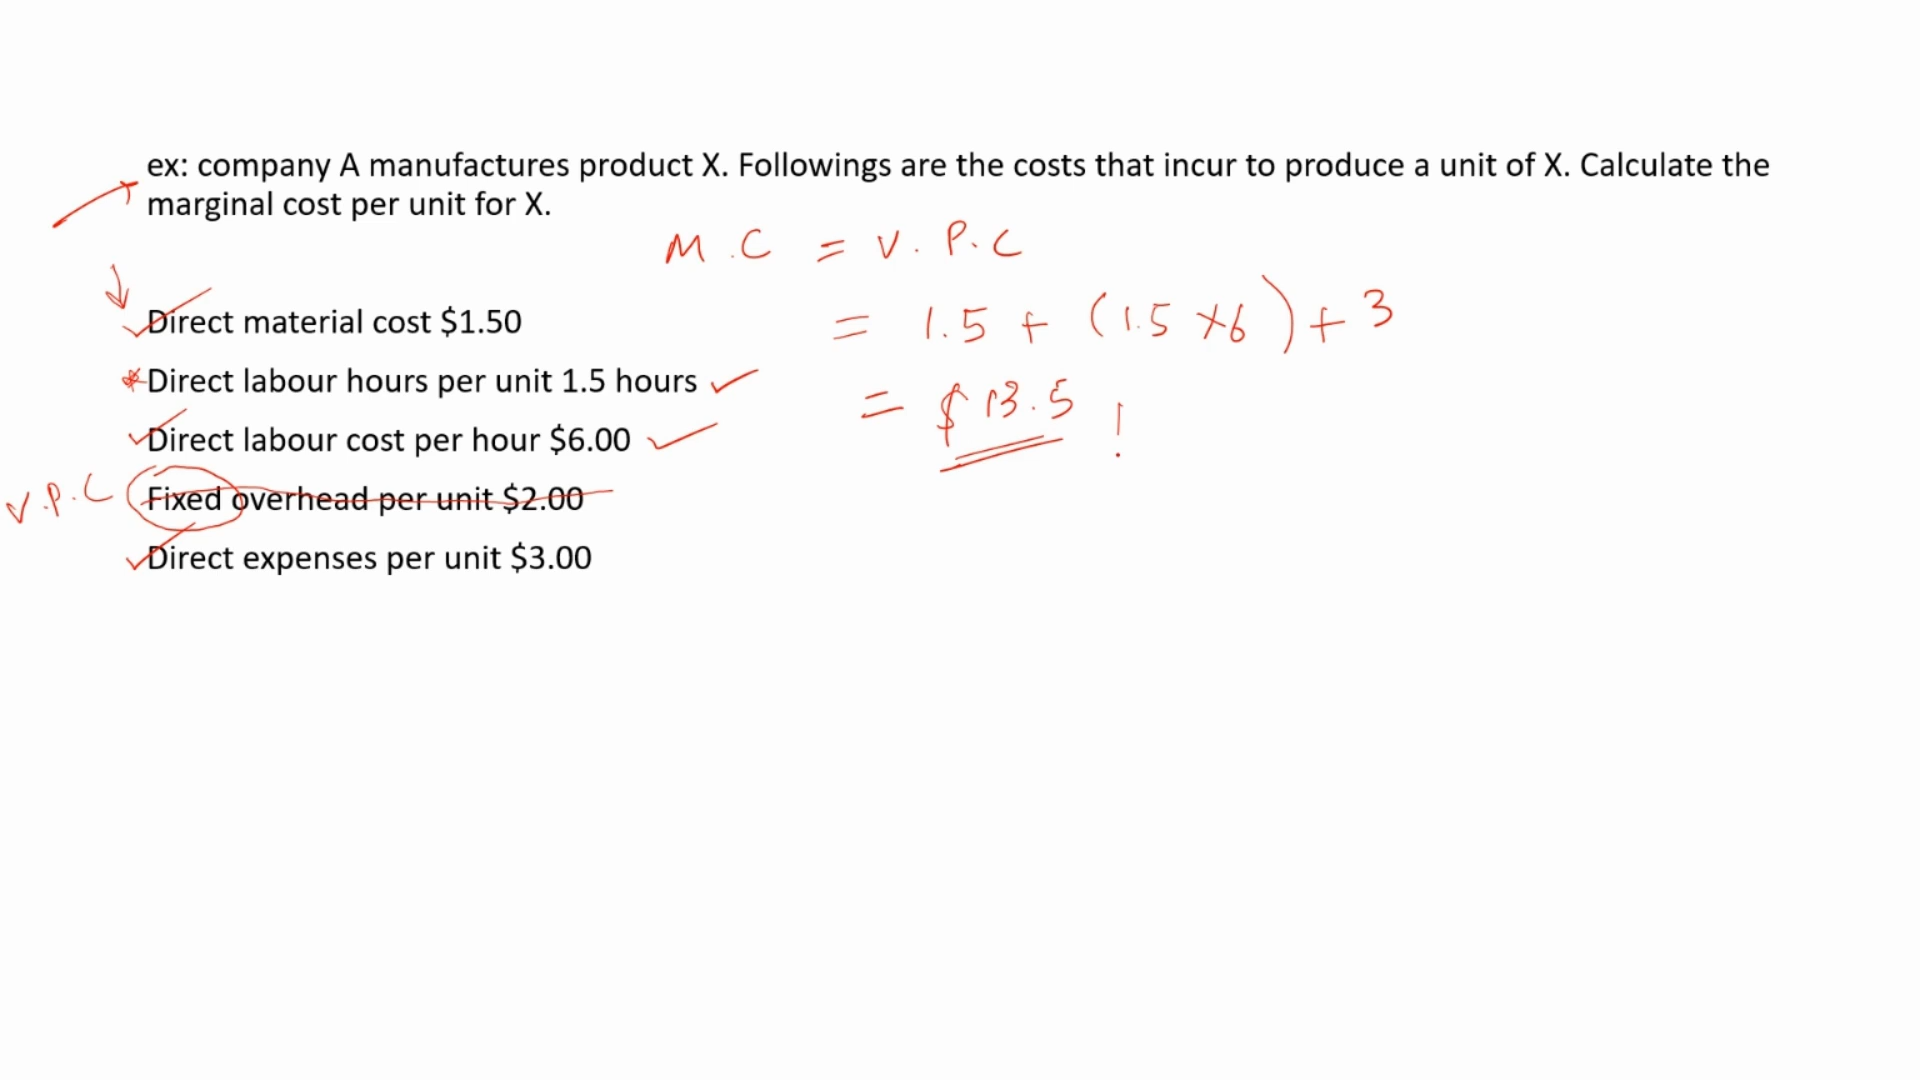 ex: company A manufactures product X. Followings are the costs that incur to produce a unit of X. Calculate the
marginal cost per unit for X.
M.C = V.P.C
Direct material cost $1.50
= 1.5 + (1.5 × 6) + 3
Direct labour hours per unit 1.5 hours
= $13.5 !
Direct labour cost per hour $6.00
V.P.C Fixed overhead per unit $2.00
Direct expenses per unit $3.00